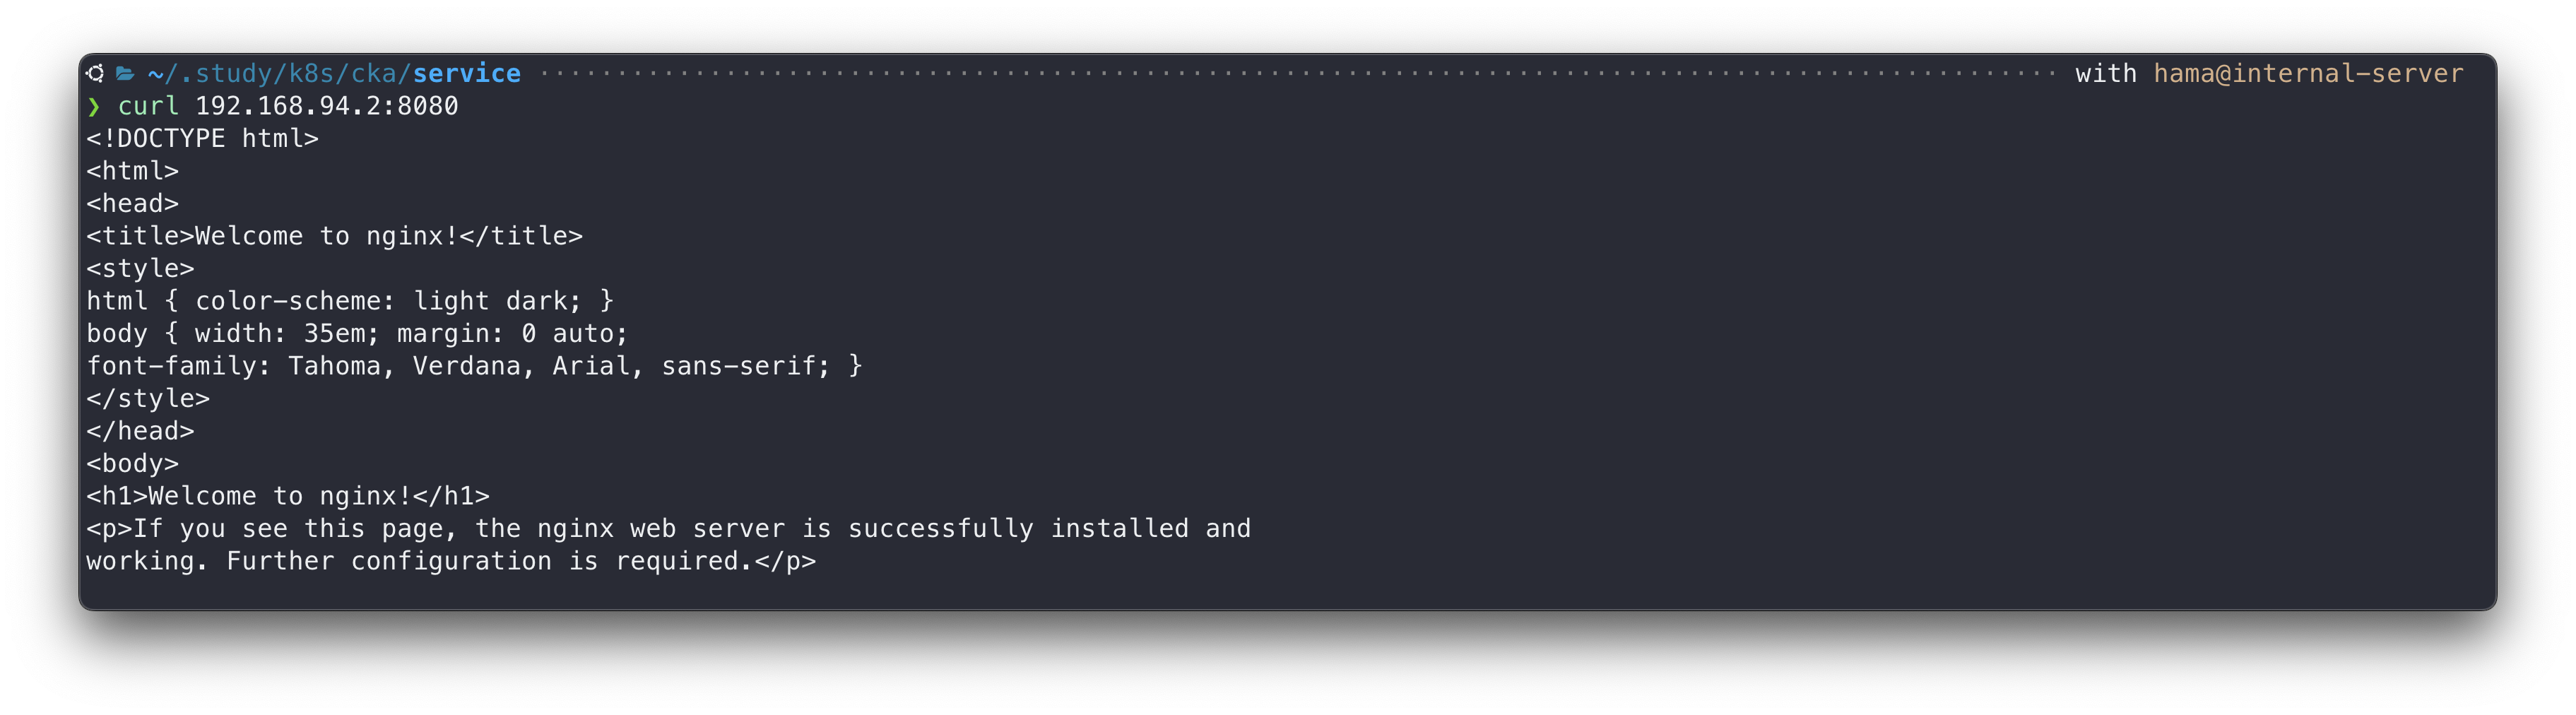 ~/.study/k8s/cka/service ································································································· with hama@internal-server
❯ curl 192.168.94.2:8080
<!DOCTYPE html>
<html>
<head>
<title>Welcome to nginx!</title>
<style>
html { color-scheme: light dark; }
body { width: 35em; margin: 0 auto;
font-family: Tahoma, Verdana, Arial, sans-serif; }
</style>
</head>
<body>
<h1>Welcome to nginx!</h1>
<p>If you see this page, the nginx web server is successfully installed and
working. Further configuration is required.</p>